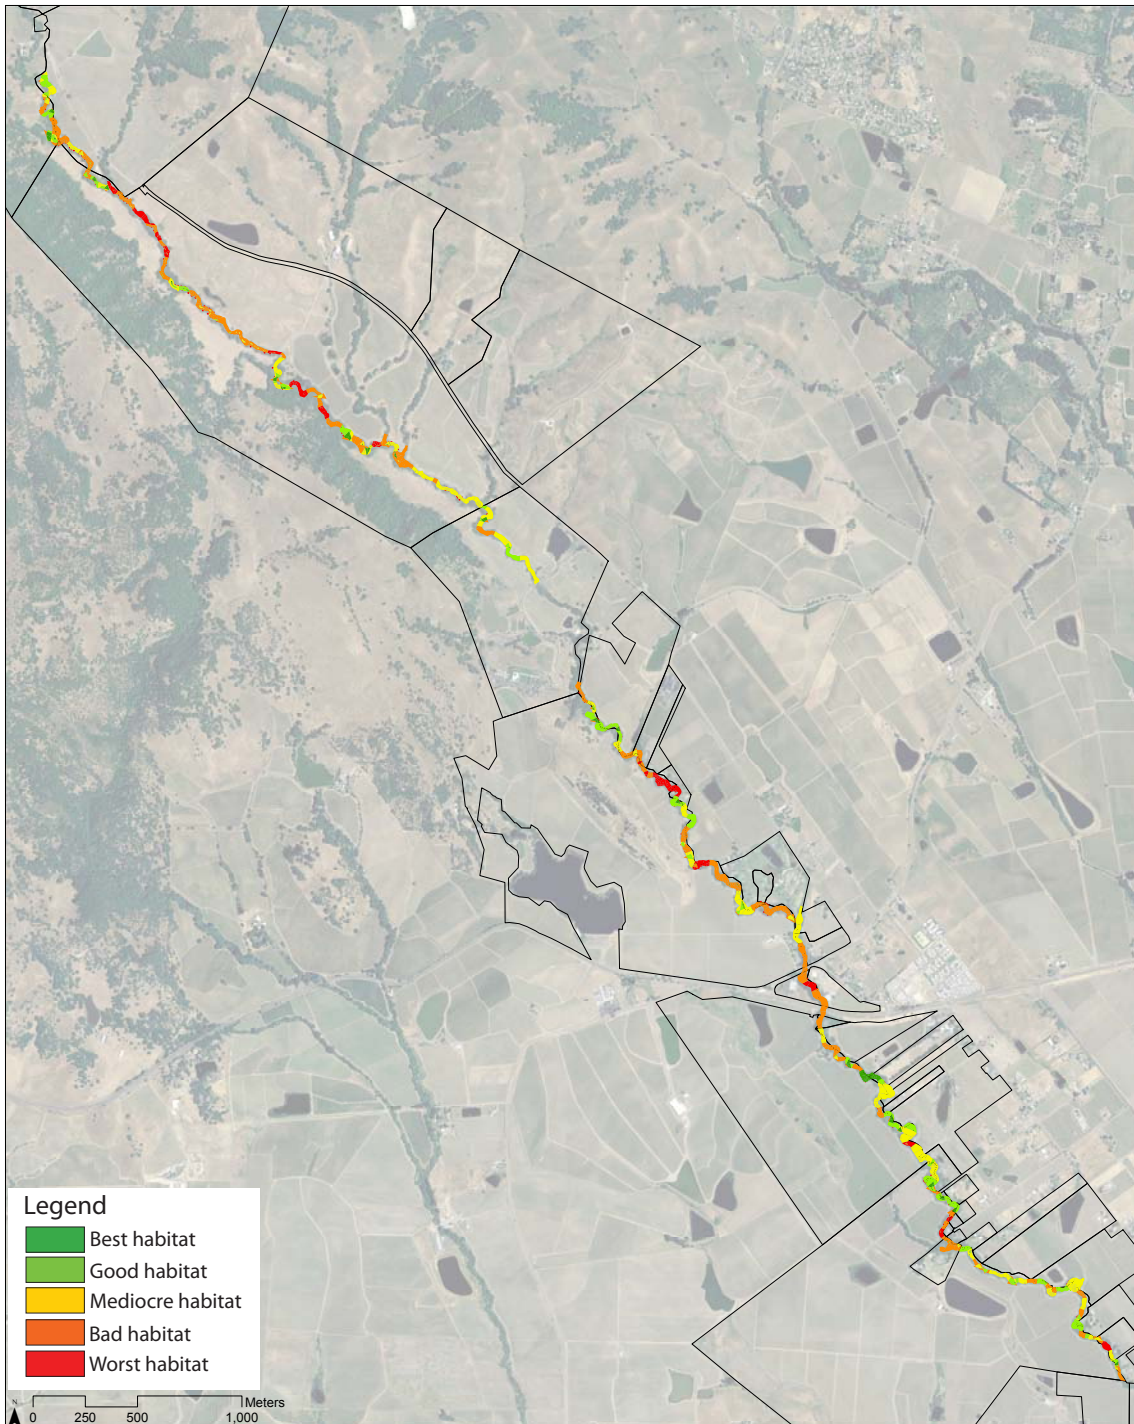 Legend
Best habitat
Good habitat
Mediocre habitat
Bad habitat
Worst habitat
N
Meters
0 250 500 1,000